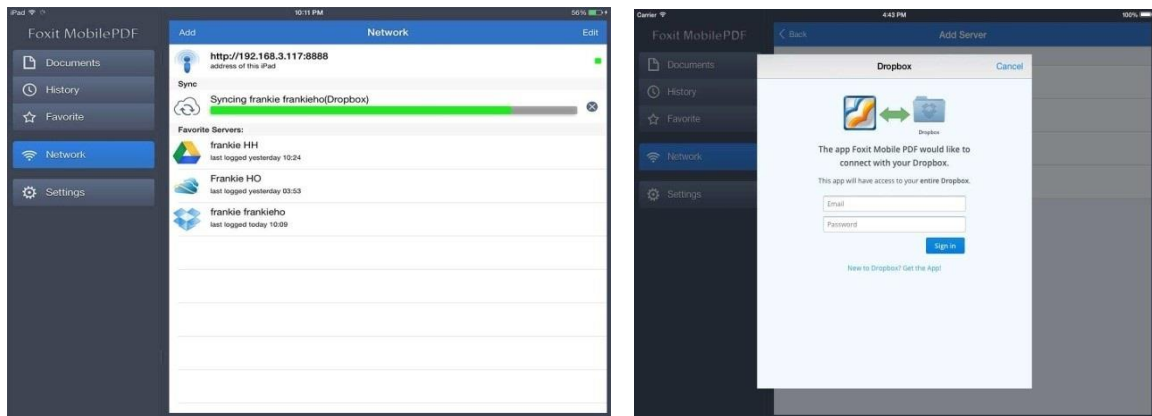 iPad
10:11 PM
56%
Foxit MobilePDF
Add
Network
Edit
Documents
History
Favorite
Network
Settings
http://192.168.3.117:8888
address of this iPad
Sync
Syncing frankie frankieho(Dropbox)
Favorite Servers:
frankie HH
last logged yesterday 10:24
Frankie HO
last logged yesterday 03:53
frankie frankieho
last logged today 10:09
Carrier
4:43 PM
100%
Foxit MobilePDF
Back
Add Server
Documents
History
Favorite
Network
Settings
Dropbox
Cancel
Dropbox
The app Foxit Mobile PDF would like to
connect with your Dropbox.
This app will have access to your entire Dropbox.
Email
Password
Sign in
New to Dropbox? Get the App!